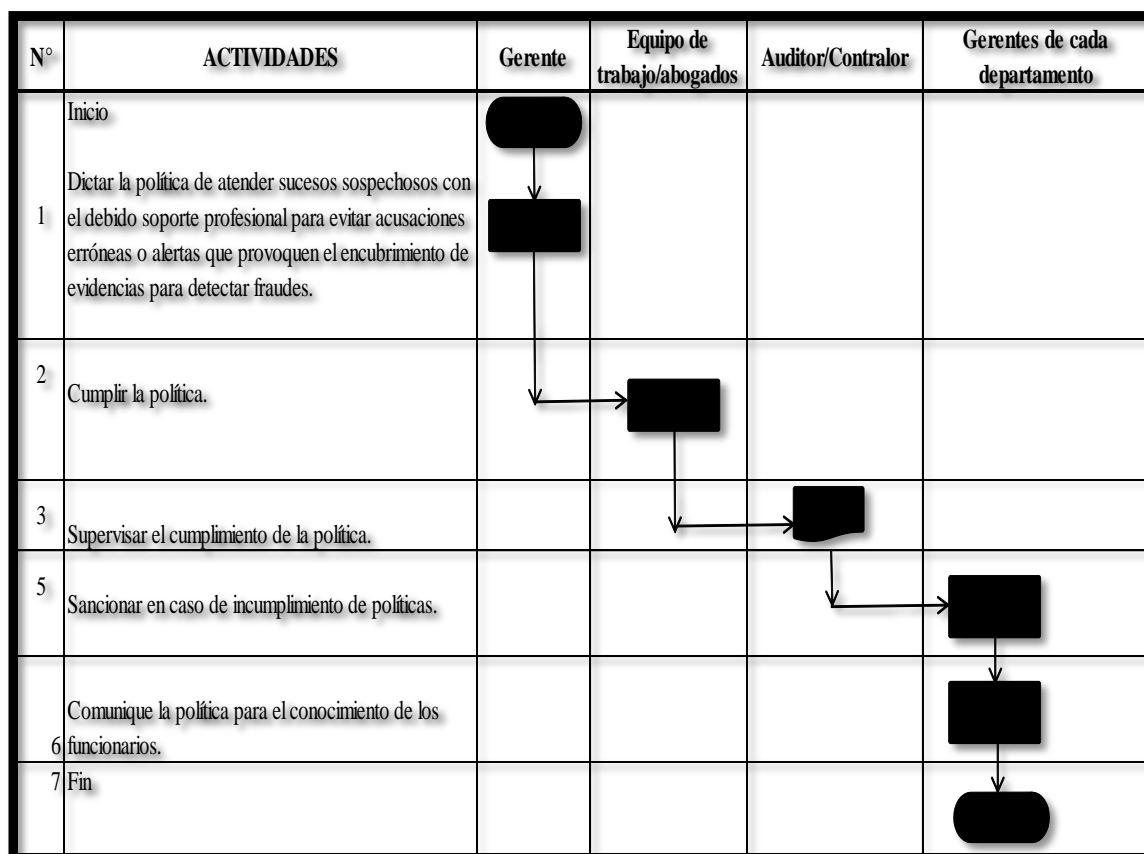 N°
ACTIVIDADES
Gerente
Equipo de
trabajo/abogados
Auditor/Contralor
Gerentes de cada
departamento
Inicio
1
Dictar la política de atender sucesos sospechosos con
el debido soporte profesional para evitar acusaciones
erróneas o alertas que provoquen el encubrimiento de
evidencias para detectar fraudes.
2
Cumplir la política.
3
Supervisar el cumplimiento de la política.
5
Sancionar en caso de incumplimiento de políticas.
Comunique la política para el conocimiento de los
6 funcionarios.
7 Fin